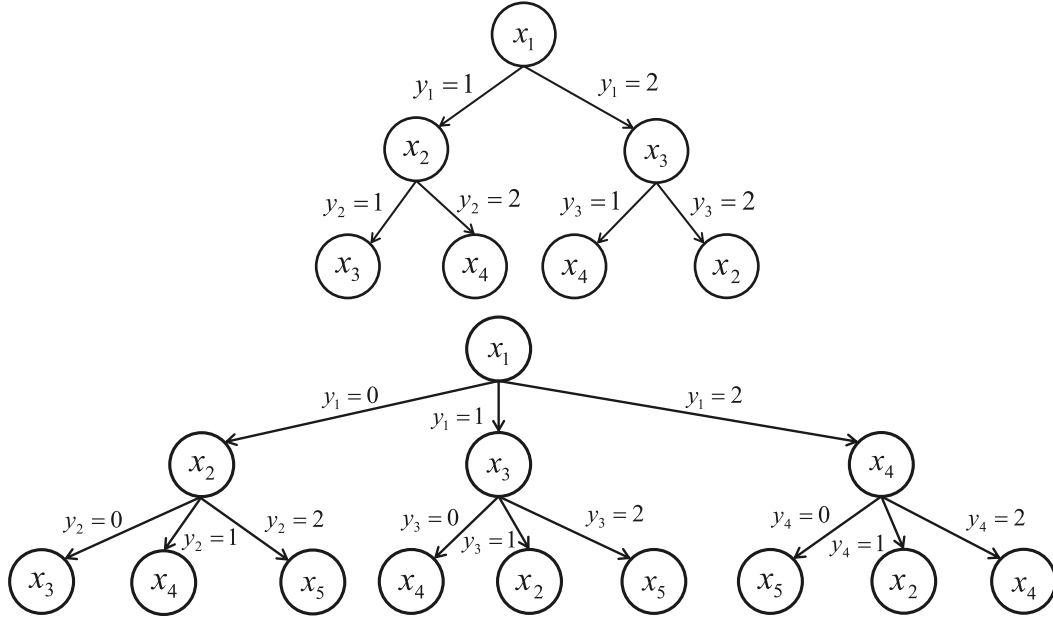 x₁
y₁ = 1 y₁ = 2
x₂ x₃
y₂ = 1 y₂ = 2 y₃ = 1 y₃ = 2
x₃ x₄ x₄ x₂
x₁
y₁ = 0 y₁ = 1 y₁ = 2
x₂ x₃ x₄
y₂ = 0 y₂ = 1 y₂ = 2 y₃ = 0 y₃ = 1 y₃ = 2 y₄ = 0 y₄ = 1 y₄ = 2
x₃ x₄ x₅ x₄ x₂ x₅ x₅ x₂ x₄